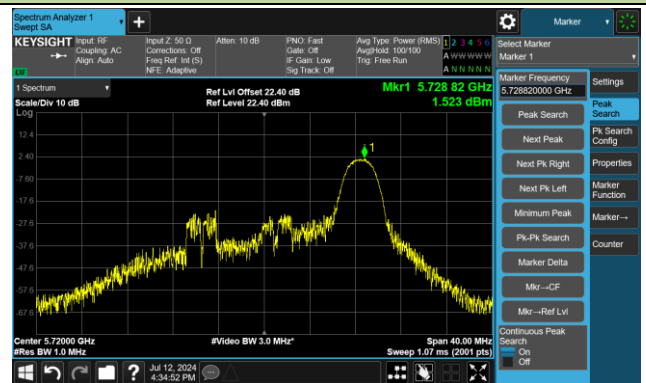 Spectrum Analyzer 1
Swept SA
+
Marker
KEYSIGHT
Input: RF
Coupling: AC
Align: Auto
Input Z: 50 Ω
Corrections: Off
Freq Ref: Int (S)
NFE: Adaptive
Atten: 10 dB
PNO: Fast
Gate: Off
IF Gain: Low
Sig Track: Off
Avg Type: Power (RMS)
Avg|Hold: 100/100
Trig: Free Run
1 2 3 4 5 6
A W W W W W
A N N N N N
LW
Select Marker
Marker 1
1 Spectrum
Scale/Div 10 dB
Log
Ref Lvl Offset 22.40 dB
Ref Level 22.40 dBm
Mkr1 5.728 82 GHz
1.523 dBm
12.4
2.40
-7.60
-17.6
-27.6
-37.6
-47.6
-57.6
-67.6
1
Center 5.72000 GHz
#Res BW 1.0 MHz
#Video BW 3.0 MHz*
Span 40.00 MHz
Sweep 1.07 ms (2001 pts)
Marker Frequency
5.728820000 GHz
Peak Search
Next Peak
Next Pk Right
Next Pk Left
Minimum Peak
Pk-Pk Search
Marker Delta
Mkr→CF
Mkr→Ref Lvl
Continuous Peak
Search
On
Off
Settings
Peak
Search
Pk Search
Config
Properties
Marker
Function
Marker→
Counter
?
Jul 12, 2024
4:34:52 PM